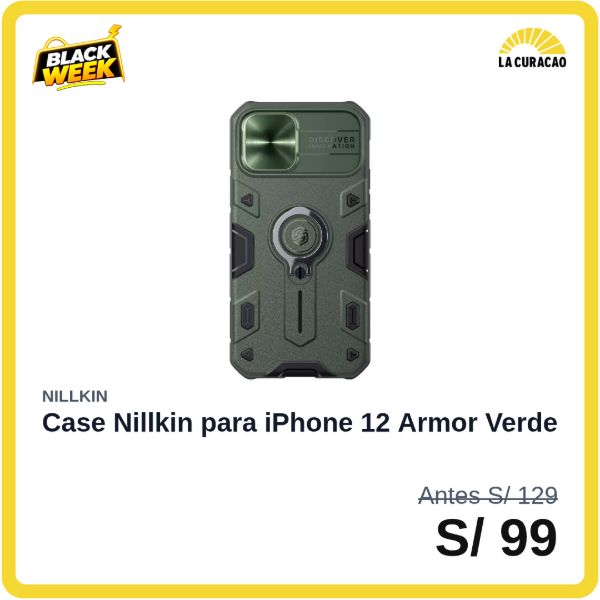 BLACK
WEEK
LA CURACAO
DISCOVER
INNOVATION
NILLKIN
Case Nillkin para iPhone 12 Armor Verde
Antes S/ 129
S/ 99